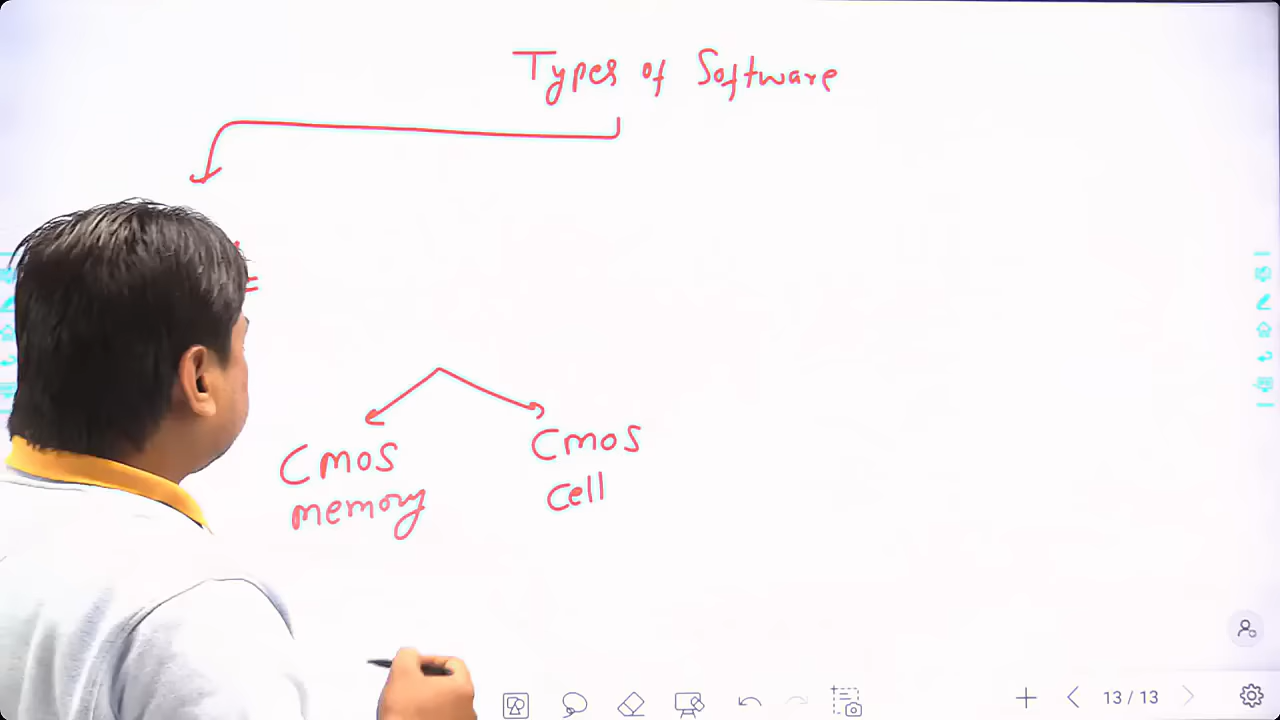 Types of Software
Cmos
memory
Cmos
cell
13 / 13